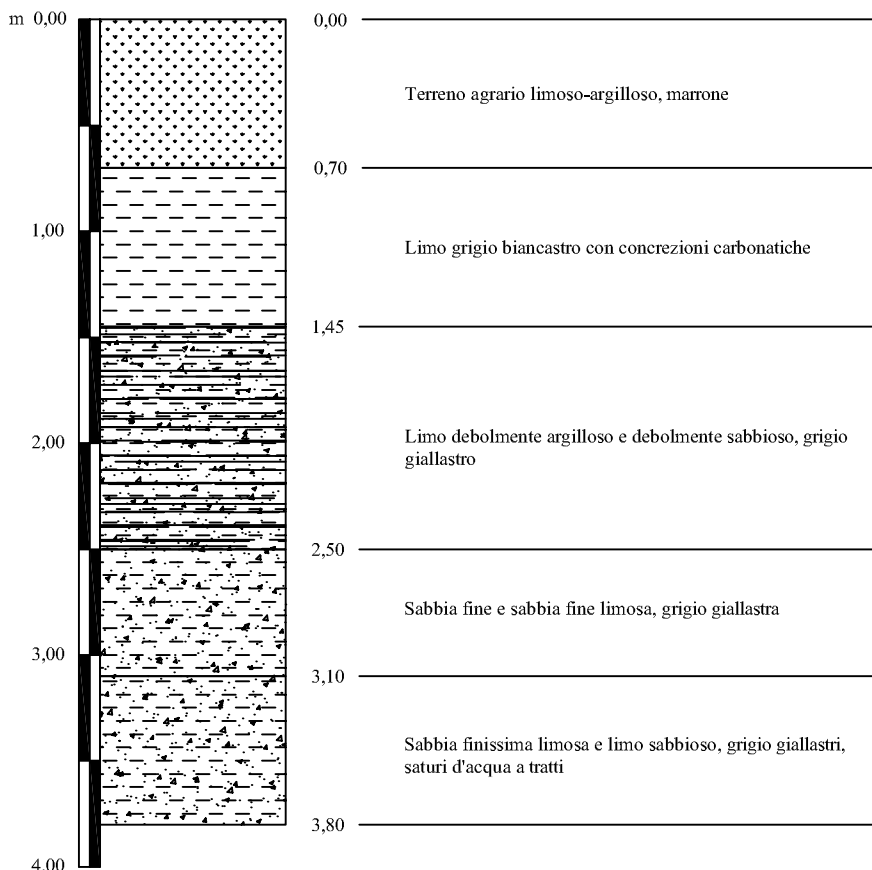 m 0,00
0,00
Terreno agrario limoso-argilloso, marrone
0,70
1,00
Limo grigio biancastro con concrezioni carbonatiche
1,45
2,00
Limo debolmente argilloso e debolmente sabbioso, grigio
giallastro
2,50
Sabbia fine e sabbia fine limosa, grigio giallastra
3,00
3,10
Sabbia finissima limosa e limo sabbioso, grigio giallastri,
saturi d'acqua a tratti
3,80
4,00